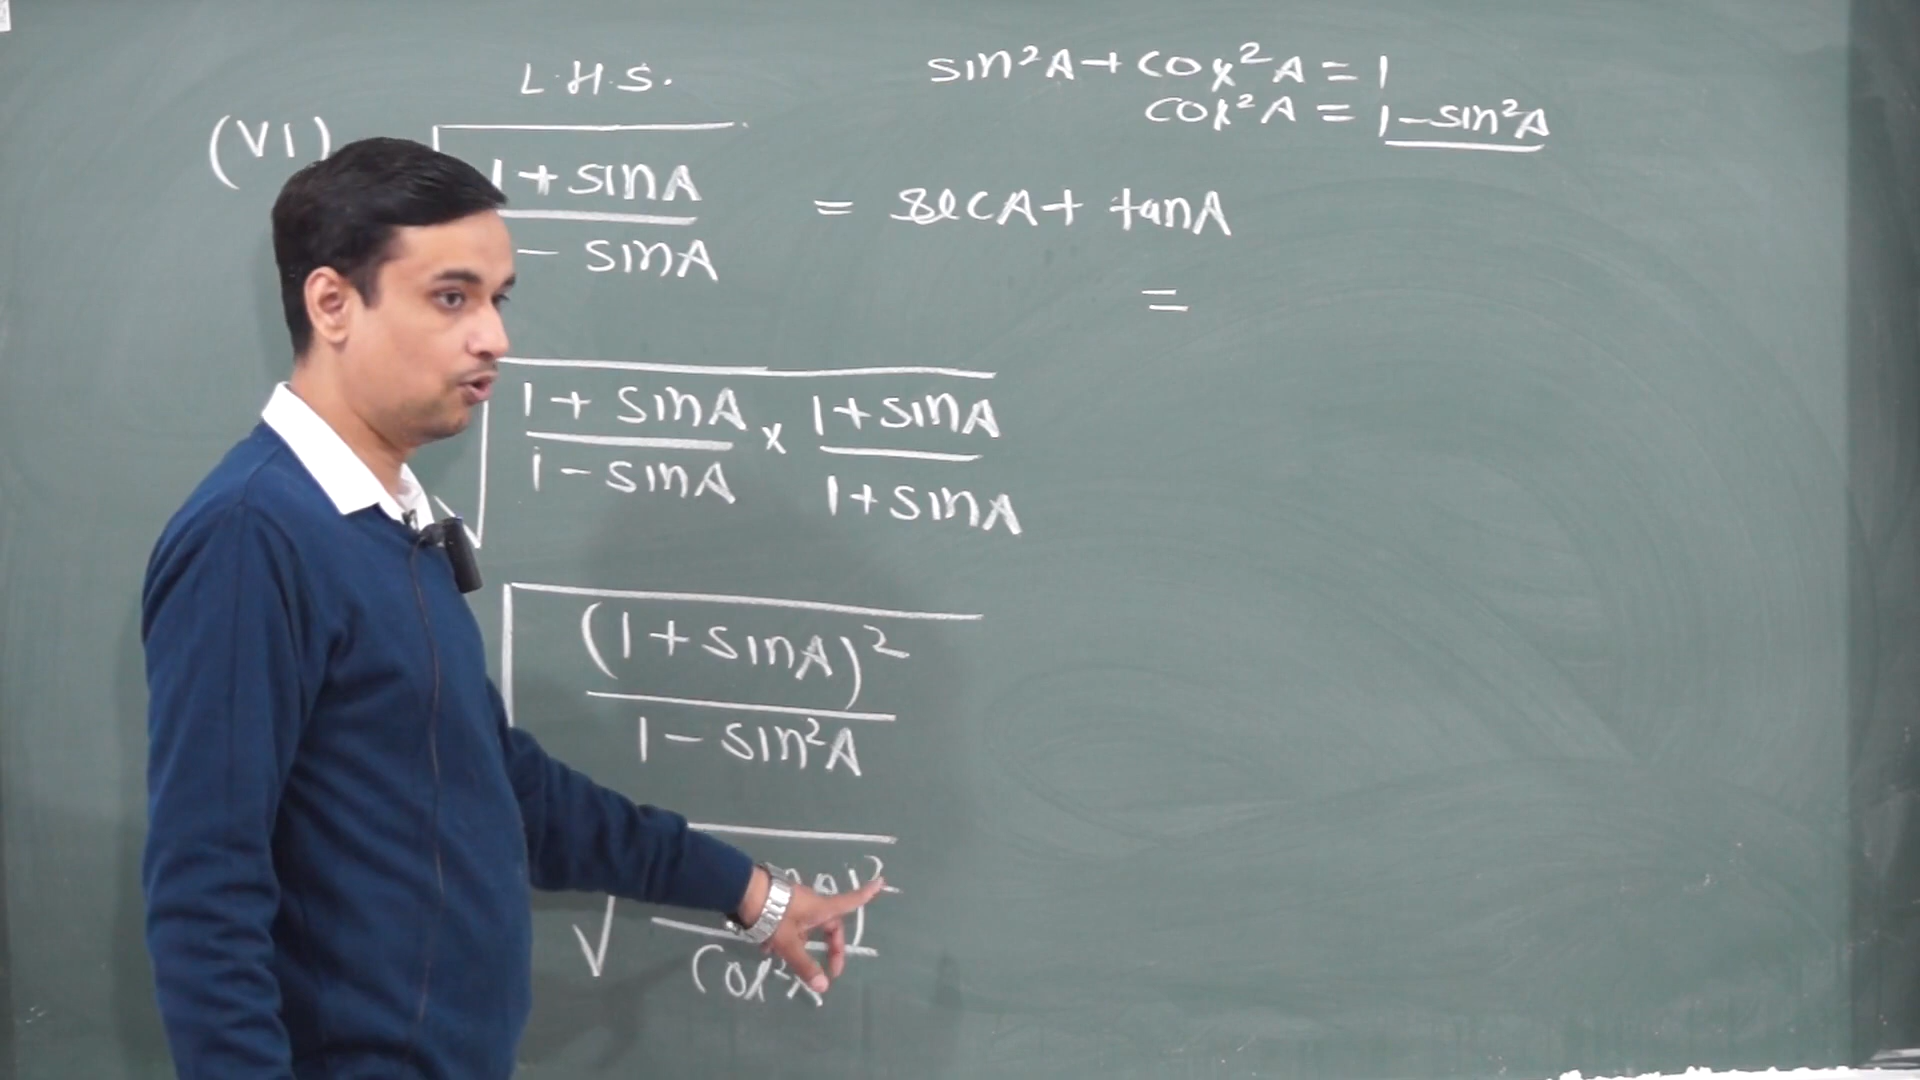 L.H.S.
sin²A + cos²A = 1
cos²A = 1 - sin²A
(VI)
1 + sinA
- sinA
= secA + tanA
=
√ 1 + sinA / 1 - sinA × 1 + sinA / 1 + sinA
(1 + sinA)²
1 - sin²A
√ )²
cos²A